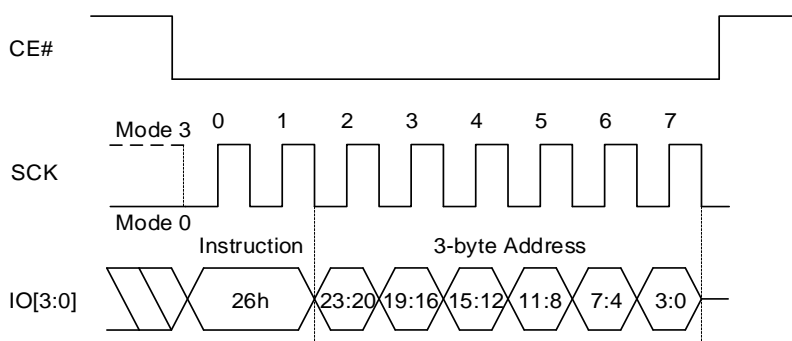 CE#
Mode 3 0 1 2 3 4 5 6 7
SCK
Mode 0
Instruction 3-byte Address
IO[3:0] 26h 23:20 19:16 15:12 11:8 7:4 3:0